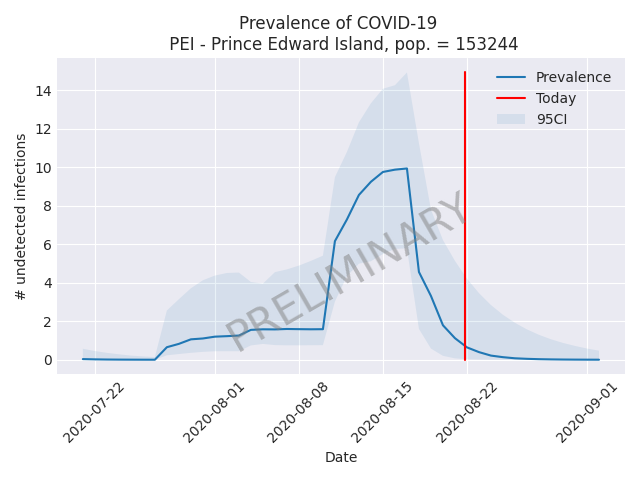 Prevalence of COVID-19
PEI - Prince Edward Island, pop. = 153244
# undetected infections
14
12
10
8
6
4
2
0
Prevalence
Today
95CI
PRELIMINARY
2020-07-22
2020-08-01
2020-08-08
2020-08-15
2020-08-22
2020-09-01
Date